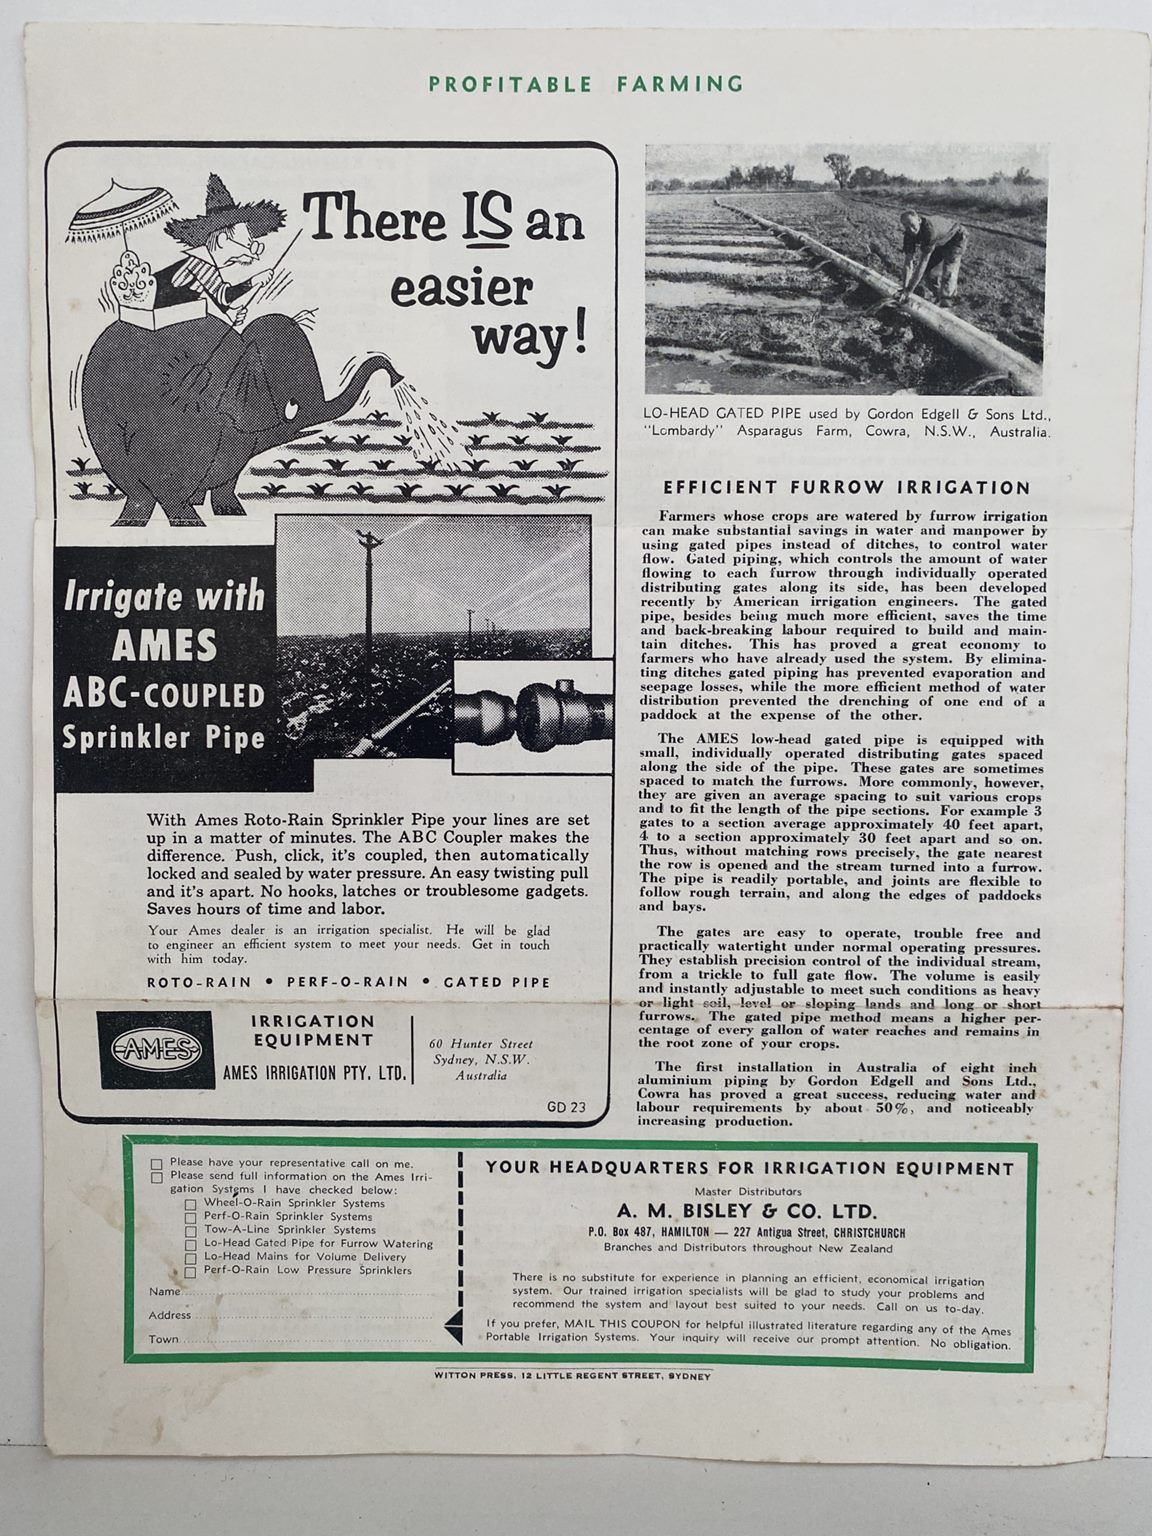 PROFITABLE FARMING
There IS an
easier
way!
Irrigate with
AMES
ABC-COUPLED
Sprinkler Pipe
With Ames Roto-Rain Sprinkler Pipe your lines are set
up in a matter of minutes. The ABC Coupler makes the
difference. Push, click, it's coupled, then automatically
locked and sealed by water pressure. An easy twisting pull
and it's apart. No hooks, latches or troublesome gadgets.
Saves hours of time and labor.
Your Ames dealer is an irrigation specialist. He will be glad
to engineer an efficient system to meet your needs. Get in touch
with him today.
ROTO-RAIN • PERF-O-RAIN • GATED PIPE
AMES
IRRIGATION
EQUIPMENT
AMES IRRIGATION PTY. LTD.
60 Hunter Street
Sydney, N.S.W.
Australia
GD 23
LO-HEAD GATED PIPE used by Gordon Edgell & Sons Ltd.,
"Lombardy" Asparagus Farm, Cowra, N.S.W., Australia.
EFFICIENT FURROW IRRIGATION
Farmers whose crops are watered by furrow irrigation
can make substantial savings in water and manpower by
using gated pipes instead of ditches, to control water
flow. Gated piping, which controls the amount of water
flowing to each furrow through individually operated
distributing gates along its side, has been developed
recently by American irrigation engineers. The gated
pipe, besides being much more efficient, saves the time
and back-breaking labour required to build and main-
tain ditches. This has proved a great economy to
farmers who have already used the system. By elimina-
ting ditches gated piping has prevented evaporation and
seepage losses, while the more efficient method of water
distribution prevented the drenching of one end of a
paddock at the expense of the other.
The AMES low-head gated pipe is equipped with
small, individually operated distributing gates spaced
along the side of the pipe. These gates are sometimes
spaced to match the furrows. More commonly, however,
they are given an average spacing to suit various crops
and to fit the length of the pipe sections. For example 3
gates to a section average approximately 40 feet apart,
4 to a section approximately 30 feet apart and so on.
Thus, without matching rows precisely, the gate nearest
the row is opened and the stream turned into a furrow.
The pipe is readily portable, and joints are flexible to
follow rough terrain, and along the edges of paddocks
and bays.
The gates are easy to operate, trouble free and
practically watertight under normal operating pressures.
They establish precision control of the individual stream,
from a trickle to full gate flow. The volume is easily
and instantly adjustable to meet such conditions as heavy
or light soil, level or sloping lands and long or short
furrows. The gated pipe method means a higher per-
centage of every gallon of water reaches and remains in
the root zone of your crops.
The first installation in Australia of eight inch
aluminium piping by Gordon Edgell and Sons Ltd.,
Cowra has proved a great success, reducing water and
labour requirements by about 50%, and noticeably
increasing production.
Please have your representative call on me.
Please send full information on the Ames Irri-
gation Systems I have checked below:
Wheel-O-Rain Sprinkler Systems
Perf-O-Rain Sprinkler Systems
Tow-A-Line Sprinkler Systems
Lo-Head Gated Pipe for Furrow Watering
Lo-Head Mains for Volume Delivery
Perf-O-Rain Low Pressure Sprinklers
Name
Address
Town
YOUR HEADQUARTERS FOR IRRIGATION EQUIPMENT
Master Distributors
A. M. BISLEY & CO. LTD.
P.O. Box 487, HAMILTON — 227 Antigua Street, CHRISTCHURCH
Branches and Distributors throughout New Zealand
There is no substitute for experience in planning an efficient, economical irrigation
system. Our trained irrigation specialists will be glad to study your problems and
recommend the system and layout best suited to your needs. Call on us to-day.
If you prefer, MAIL THIS COUPON for helpful illustrated literature regarding any of the Ames
Portable Irrigation Systems. Your inquiry will receive our prompt attention. No obligation.
WITTON PRESS, 12 LITTLE REGENT STREET, SYDNEY